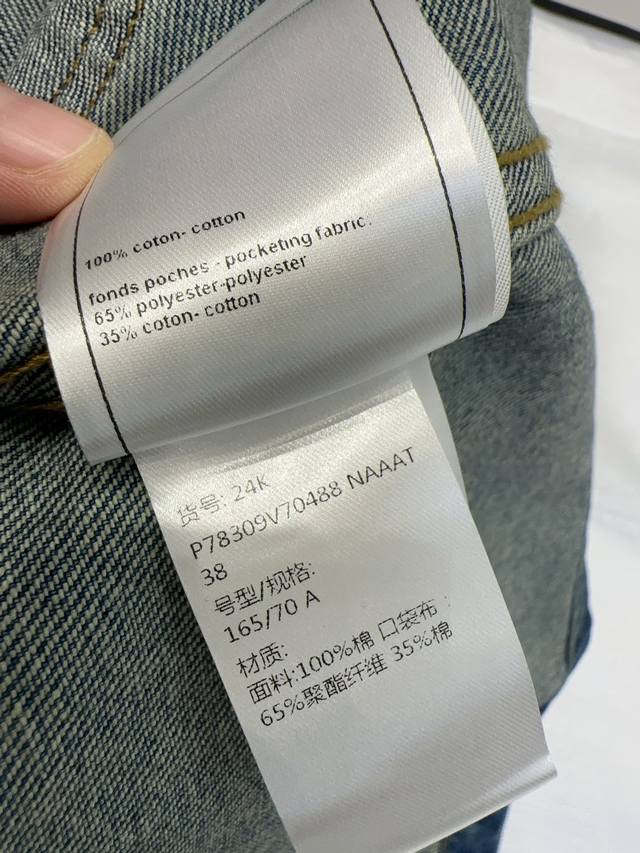 100% coton- cotton
fonds poches - pocketing fabric.
65% polyester-polyester
35% coton- cotton
货号: 24K
P78309V70488 NAAAT
38
号型/规格:
165/70 A
材质:
面料:100%棉 口袋布:
65%聚酯纤维 35%棉